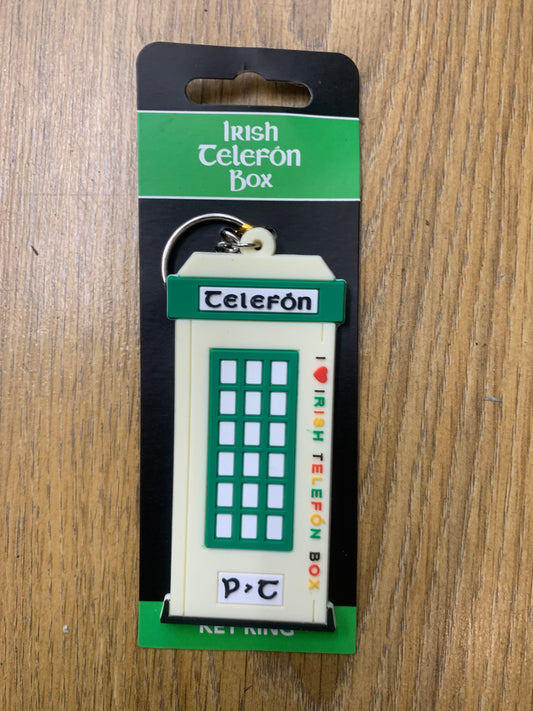 IRISH
TELEFÓN
BOX
TELEFÓN
I ♥ IRISH TELEFÓN BOX
P⁊T
KEY RING